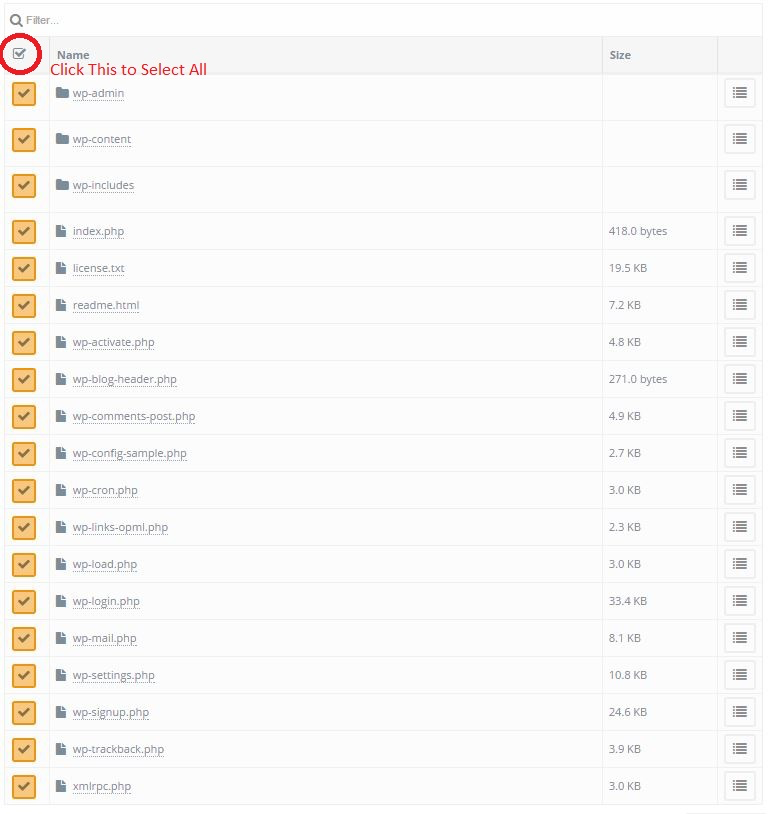 Filter...
Name Size
Click This to Select All
wp-admin
wp-content
wp-includes
index.php 418.0 bytes
license.txt 19.5 KB
readme.html 7.2 KB
wp-activate.php 4.8 KB
wp-blog-header.php 271.0 bytes
wp-comments-post.php 4.9 KB
wp-config-sample.php 2.7 KB
wp-cron.php 3.0 KB
wp-links-opml.php 2.3 KB
wp-load.php 3.0 KB
wp-login.php 33.4 KB
wp-mail.php 8.1 KB
wp-settings.php 10.8 KB
wp-signup.php 24.6 KB
wp-trackback.php 3.9 KB
xmlrpc.php 3.0 KB